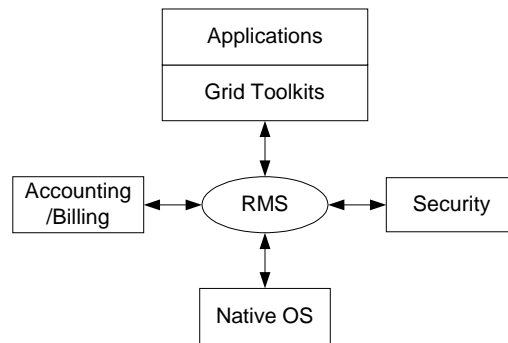 Applications
Grid Toolkits
Accounting
/Billing
RMS
Security
Native OS